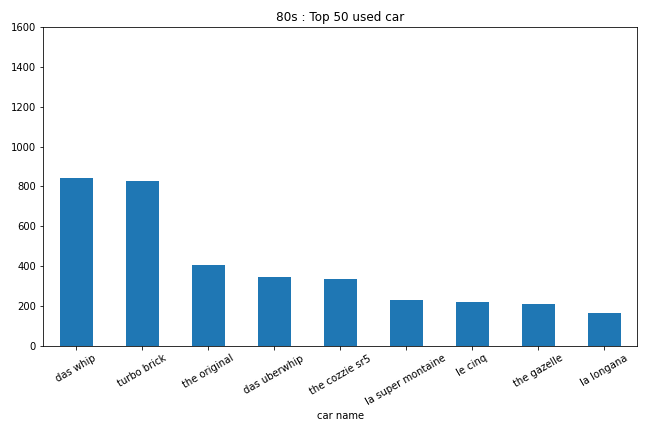 80s : Top 50 used car
1600
1400
1200
1000
800
600
400
200
0
das whip
turbo brick
the original
das uberwhip
the cozzie sr5
la super montaine
le cinq
the gazelle
la longana
car name